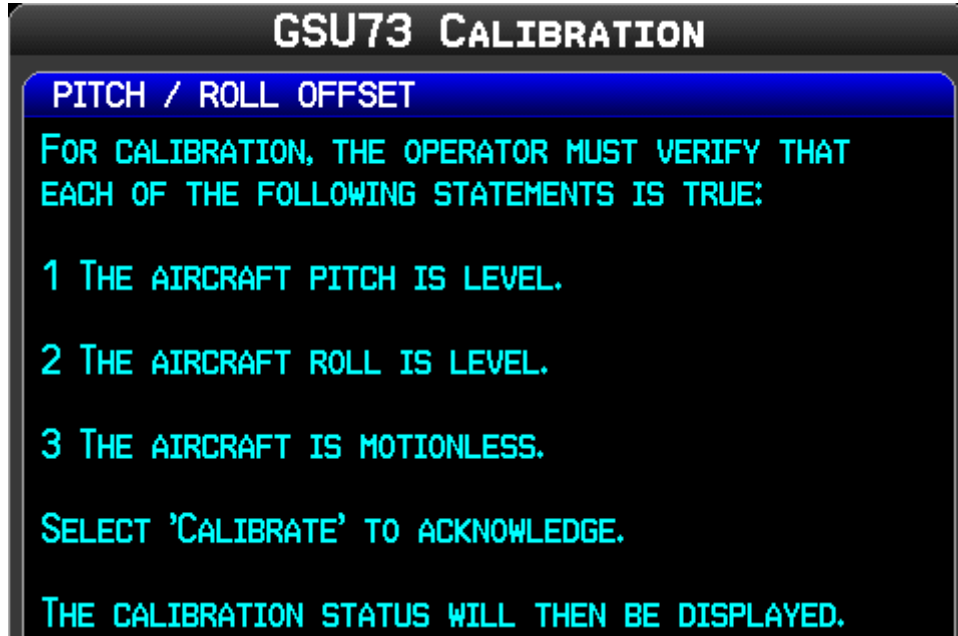 GSU73 Calibration
PITCH / ROLL OFFSET
For calibration, the operator must verify that
each of the following statements is true:
1 The aircraft pitch is level.
2 The aircraft roll is level.
3 The aircraft is motionless.
Select 'Calibrate' to acknowledge.
The calibration status will then be displayed.